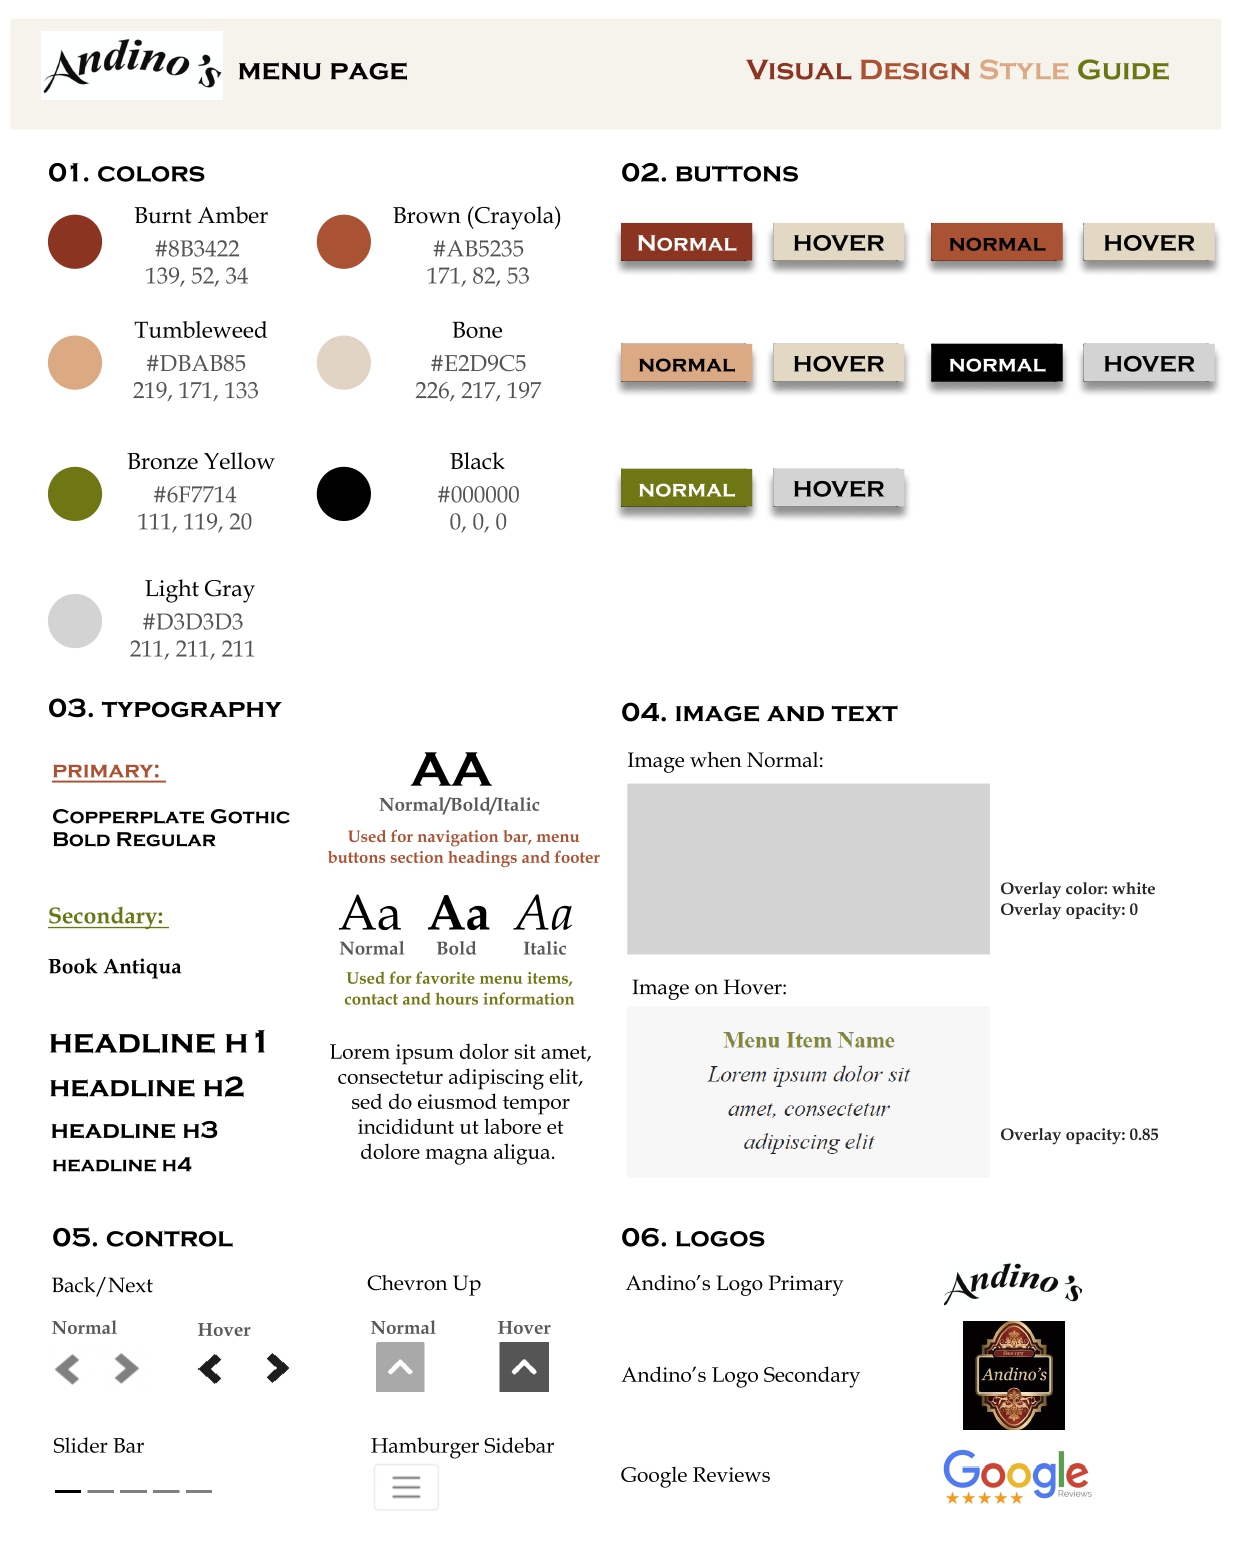 Andino's MENU PAGE
VISUAL DESIGN STYLE GUIDE
01. COLORS
Burnt Amber
#8B3422
139, 52, 34
Brown (Crayola)
#AB5235
171, 82, 53
Tumbleweed
#DBAB85
219, 171, 133
Bone
#E2D9C5
226, 217, 197
Bronze Yellow
#6F7714
111, 119, 20
Black
#000000
0, 0, 0
Light Gray
#D3D3D3
211, 211, 211
02. BUTTONS
NORMAL
HOVER
NORMAL
HOVER
NORMAL
HOVER
NORMAL
HOVER
NORMAL
HOVER
03. TYPOGRAPHY
PRIMARY:
COPPERPLATE GOTHIC
BOLD REGULAR
AA
Normal/Bold/Italic
Used for navigation bar, menu
buttons section headings and footer
Secondary:
Book Antiqua
Aa Aa Aa
Normal Bold Italic
Used for favorite menu items,
contact and hours information
HEADLINE H1
HEADLINE H2
HEADLINE H3
HEADLINE H4
Lorem ipsum dolor sit amet,
consectetur adipiscing elit,
sed do eiusmod tempor
incididunt ut labore et
dolore magna aliqua.
04. IMAGE AND TEXT
Image when Normal:
Overlay color: white
Overlay opacity: 0
Image on Hover:
Menu Item Name
Lorem ipsum dolor sit
amet, consectetur
adipiscing elit
Overlay opacity: 0.85
05. CONTROL
Back/Next
Normal
Hover
Chevron Up
Normal
Hover
Slider Bar
Hamburger Sidebar
06. LOGOS
Andino's Logo Primary
Andino's
Andino's Logo Secondary
Andino's
Google Reviews
Google
Reviews